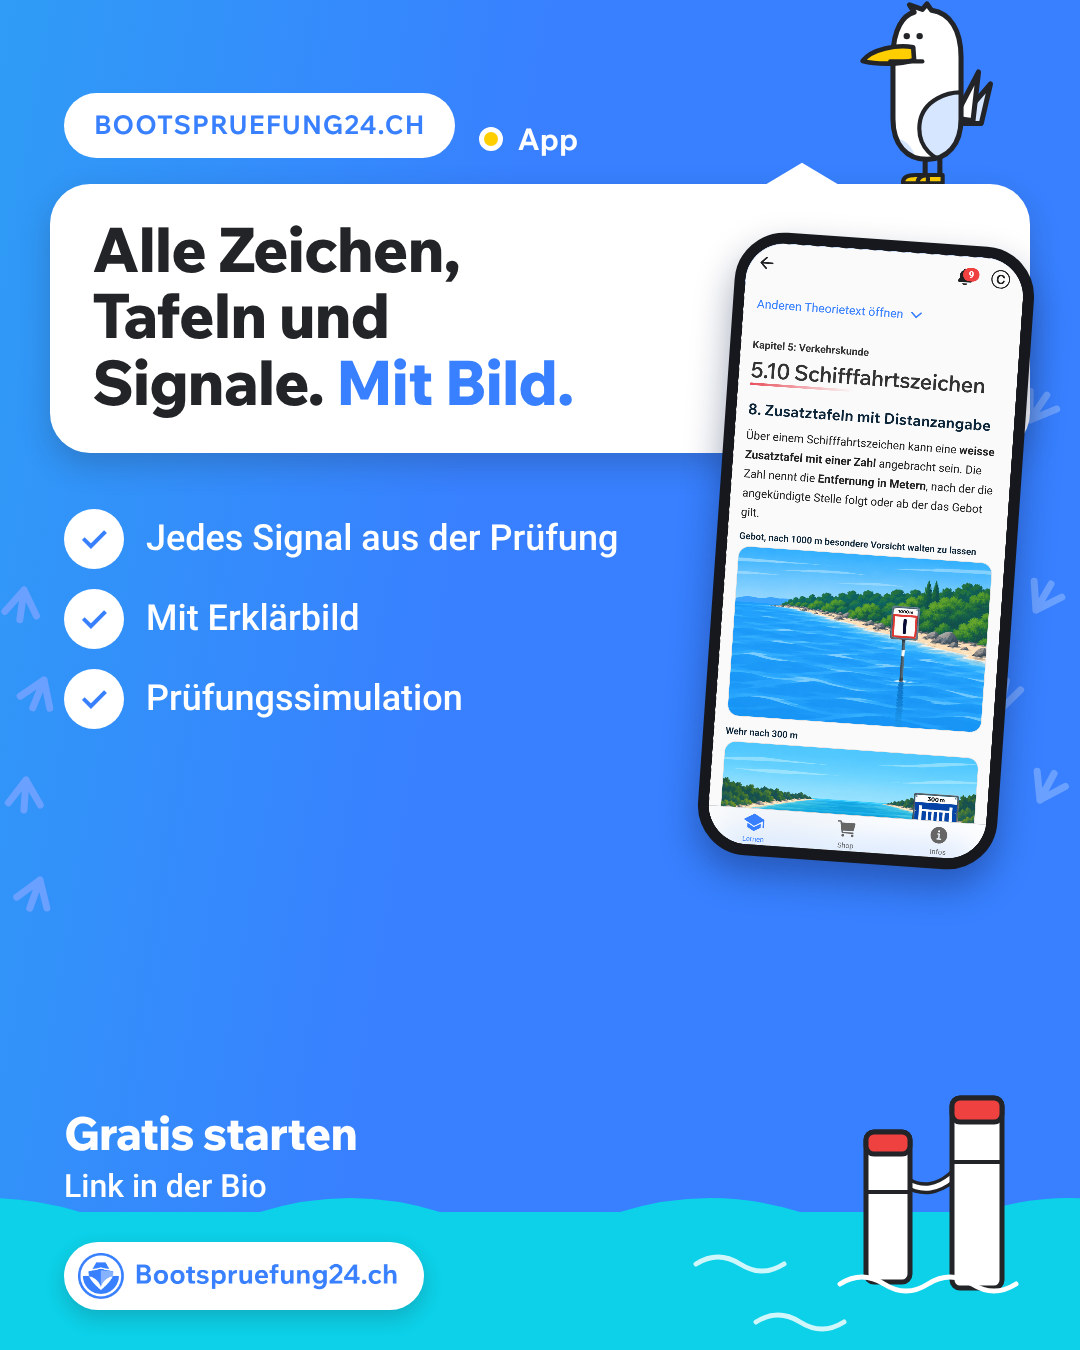 BOOTSPRUEFUNG24.CH
App
Alle Zeichen,
Tafeln und
Signale. Mit Bild.
Jedes Signal aus der Prüfung
Mit Erklärbild
Prüfungssimulation
9
C
Anderen Theorietext öffnen
Kapitel 5: Verkehrskunde
5.10 Schifffahrtszeichen
8. Zusatztafeln mit Distanzangabe
Über einem Schifffahrtszeichen kann eine weisse
Zusatztafel mit einer Zahl angebracht sein. Die
Zahl nennt die Entfernung in Metern, nach der die
angekündigte Stelle folgt oder ab der das Gebot
gilt.
Gebot, nach 1000 m besondere Vorsicht walten zu lassen
1000 m
Wehr nach 300 m
300 m
Lernen
Shop
Infos
Gratis starten
Link in der Bio
Bootspruefung24.ch